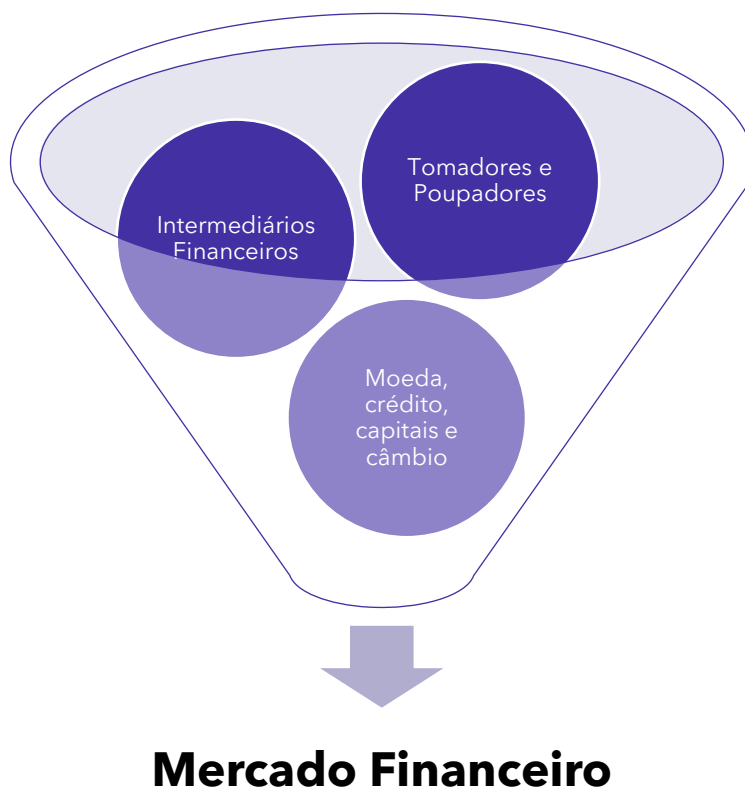 Tomadores e
Poupadores
Intermediários
Financeiros
Moeda,
crédito,
capitais e
câmbio
Mercado Financeiro